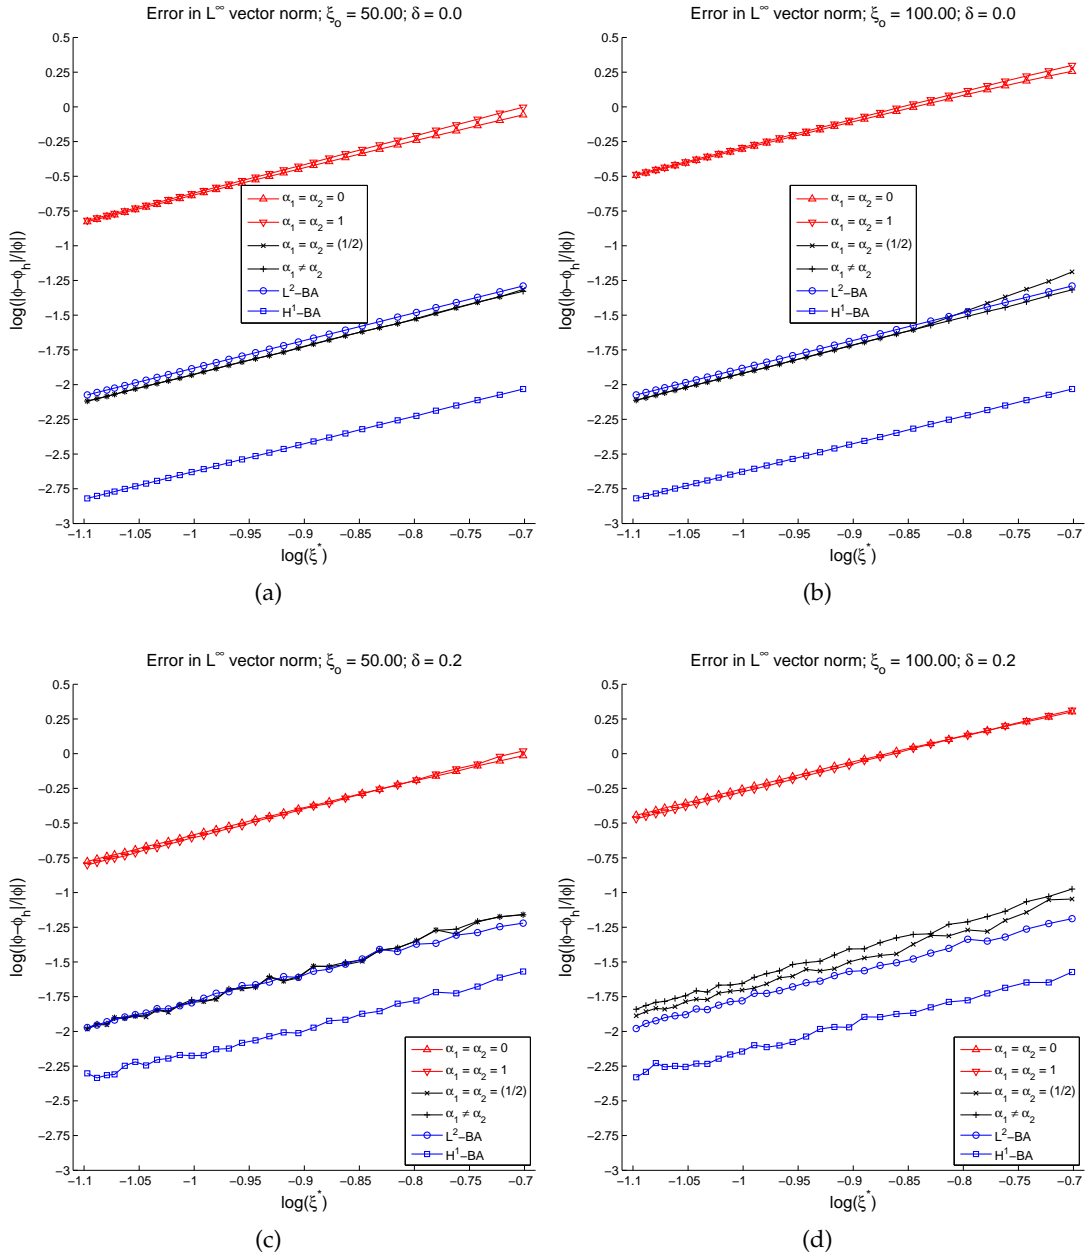 Error in L^∞ vector norm; ξ_o = 50.00; δ = 0.0
0.5
0.25
0
−0.25
−0.5
−0.75
−1
−1.25
−1.5
−1.75
−2
−2.25
−2.5
−2.75
−3
log(|ϕ−ϕ_h|/|ϕ|)
α_1 = α_2 = 0
α_1 = α_2 = 1
α_1 = α_2 = (1/2)
α_1 ≠ α_2
L^2−BA
H^1−BA
−1.1 −1.05 −1 −0.95 −0.9 −0.85 −0.8 −0.75 −0.7
log(ξ^*)
(a)
Error in L^∞ vector norm; ξ_o = 100.00; δ = 0.0
0.5
0.25
0
−0.25
−0.5
−0.75
−1
−1.25
−1.5
−1.75
−2
−2.25
−2.5
−2.75
−3
log(|ϕ−ϕ_h|/|ϕ|)
α_1 = α_2 = 0
α_1 = α_2 = 1
α_1 = α_2 = (1/2)
α_1 ≠ α_2
L^2−BA
H^1−BA
−1.1 −1.05 −1 −0.95 −0.9 −0.85 −0.8 −0.75 −0.7
log(ξ^*)
(b)
Error in L^∞ vector norm; ξ_o = 50.00; δ = 0.2
0.5
0.25
0
−0.25
−0.5
−0.75
−1
−1.25
−1.5
−1.75
−2
−2.25
−2.5
−2.75
−3
log(|ϕ−ϕ_h|/|ϕ|)
α_1 = α_2 = 0
α_1 = α_2 = 1
α_1 = α_2 = (1/2)
α_1 ≠ α_2
L^2−BA
H^1−BA
−1.1 −1.05 −1 −0.95 −0.9 −0.85 −0.8 −0.75 −0.7
log(ξ^*)
(c)
Error in L^∞ vector norm; ξ_o = 100.00; δ = 0.2
0.5
0.25
0
−0.25
−0.5
−0.75
−1
−1.25
−1.5
−1.75
−2
−2.25
−2.5
−2.75
−3
log(|ϕ−ϕ_h|/|ϕ|)
α_1 = α_2 = 0
α_1 = α_2 = 1
α_1 = α_2 = (1/2)
α_1 ≠ α_2
L^2−BA
H^1−BA
−1.1 −1.05 −1 −0.95 −0.9 −0.85 −0.8 −0.75 −0.7
log(ξ^*)
(d)